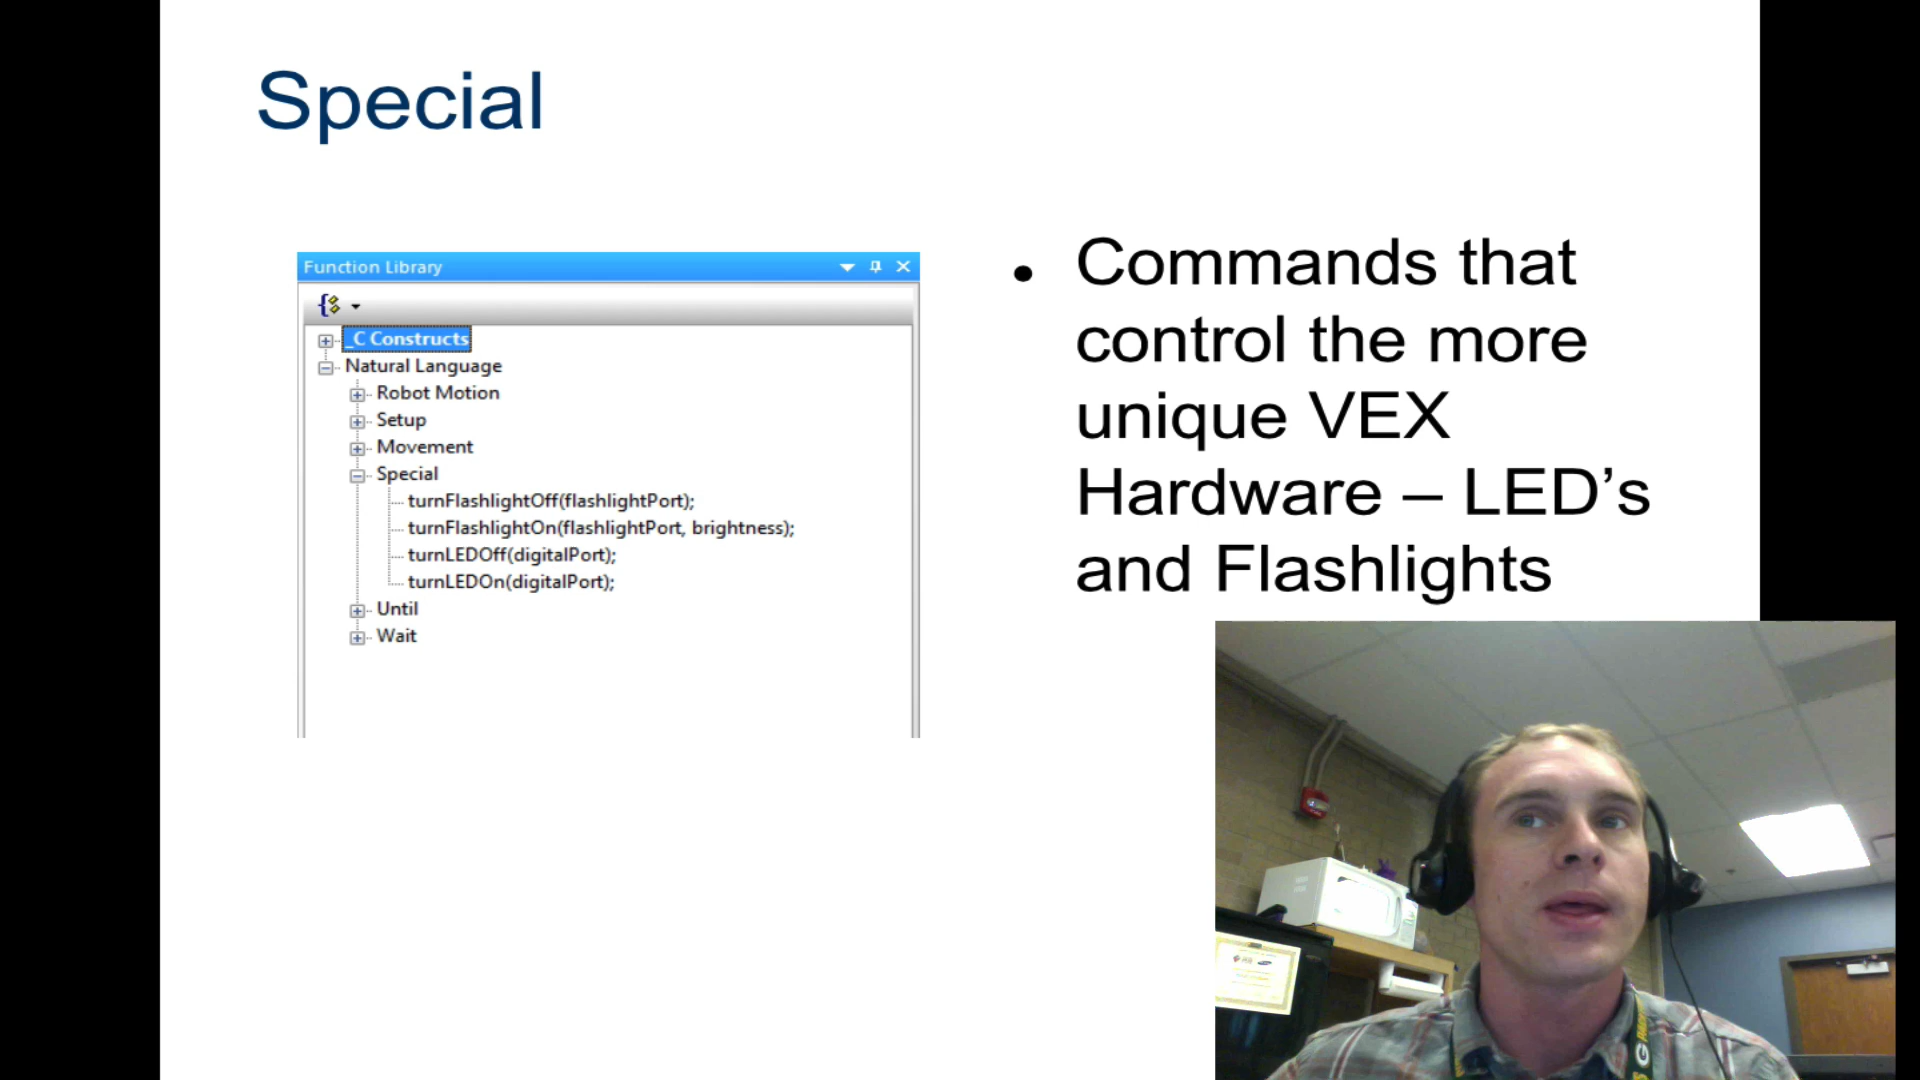 Special
Function Library
_C Constructs
Natural Language
Robot Motion
Setup
Movement
Special
turnFlashlightOff(flashlightPort);
turnFlashlightOn(flashlightPort, brightness);
turnLEDOff(digitalPort);
turnLEDOn(digitalPort);
Until
Wait
• Commands that
control the more
unique VEX
Hardware – LED’s
and Flashlights